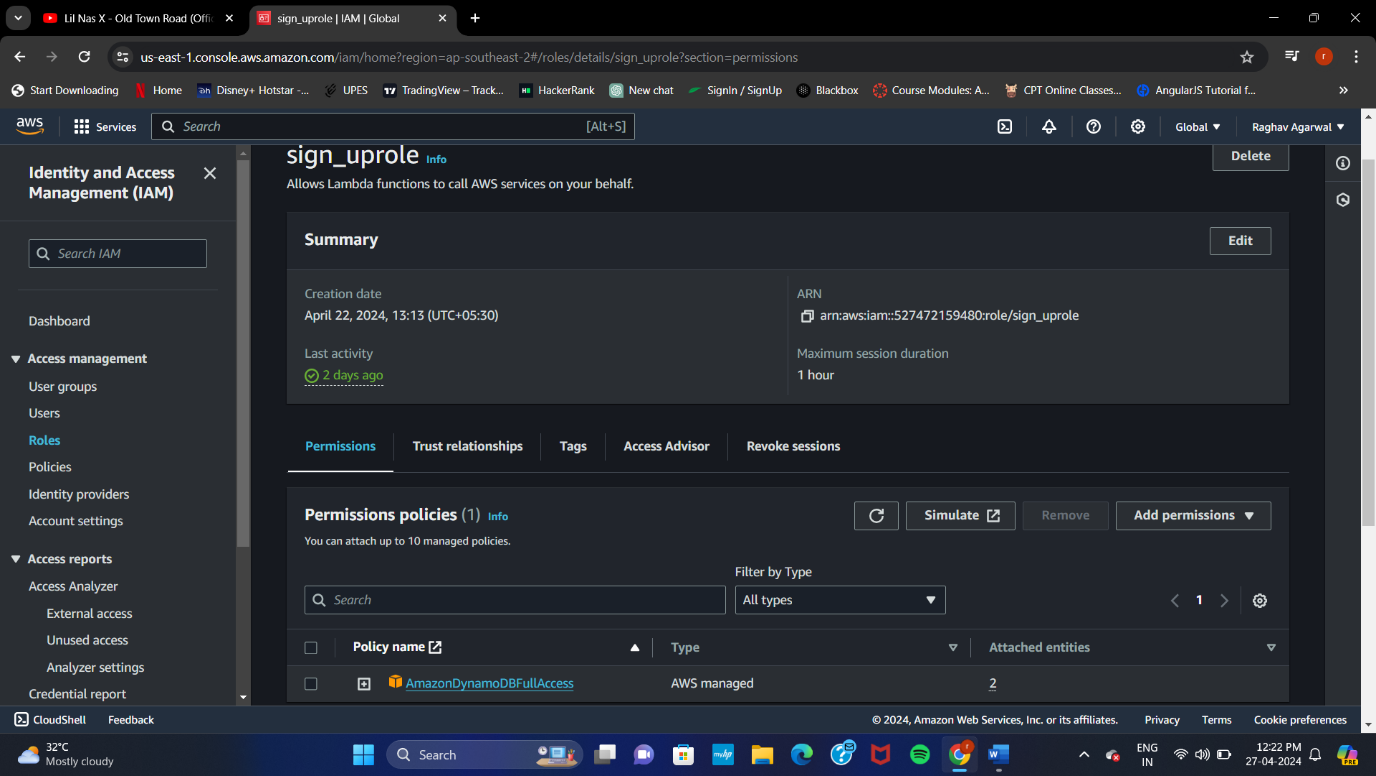 Lil Nas X - Old Town Road (Offi
sign_uprole | IAM | Global
us-east-1.console.aws.amazon.com/iam/home?region=ap-southeast-2#/roles/details/sign_uprole?section=permissions
r
Start Downloading
Home
Disney+ Hotstar -...
UPES
TradingView – Track...
HackerRank
New chat
SignIn / SignUp
Blackbox
Course Modules: A...
CPT Online Classes...
AngularJS Tutorial f...
aws
Services
Search
[Alt+S]
Global
Raghav Agarwal
Identity and Access
Management (IAM)
Search IAM
Dashboard
Access management
User groups
Users
Roles
Policies
Identity providers
Account settings
Access reports
Access Analyzer
External access
Unused access
Analyzer settings
Credential report
sign_uprole Info
Delete
Allows Lambda functions to call AWS services on your behalf.
Summary
Edit
Creation date
April 22, 2024, 13:13 (UTC+05:30)
ARN
arn:aws:iam::527472159480:role/sign_uprole
Last activity
2 days ago
Maximum session duration
1 hour
Permissions
Trust relationships
Tags
Access Advisor
Revoke sessions
Permissions policies (1) Info
You can attach up to 10 managed policies.
Simulate
Remove
Add permissions
Filter by Type
Search
All types
1
Policy name
Type
Attached entities
AmazonDynamoDBFullAccess
AWS managed
2
CloudShell
Feedback
© 2024, Amazon Web Services, Inc. or its affiliates.
Privacy
Terms
Cookie preferences
32°C
Mostly cloudy
Search
ENG
IN
12:22 PM
27-04-2024